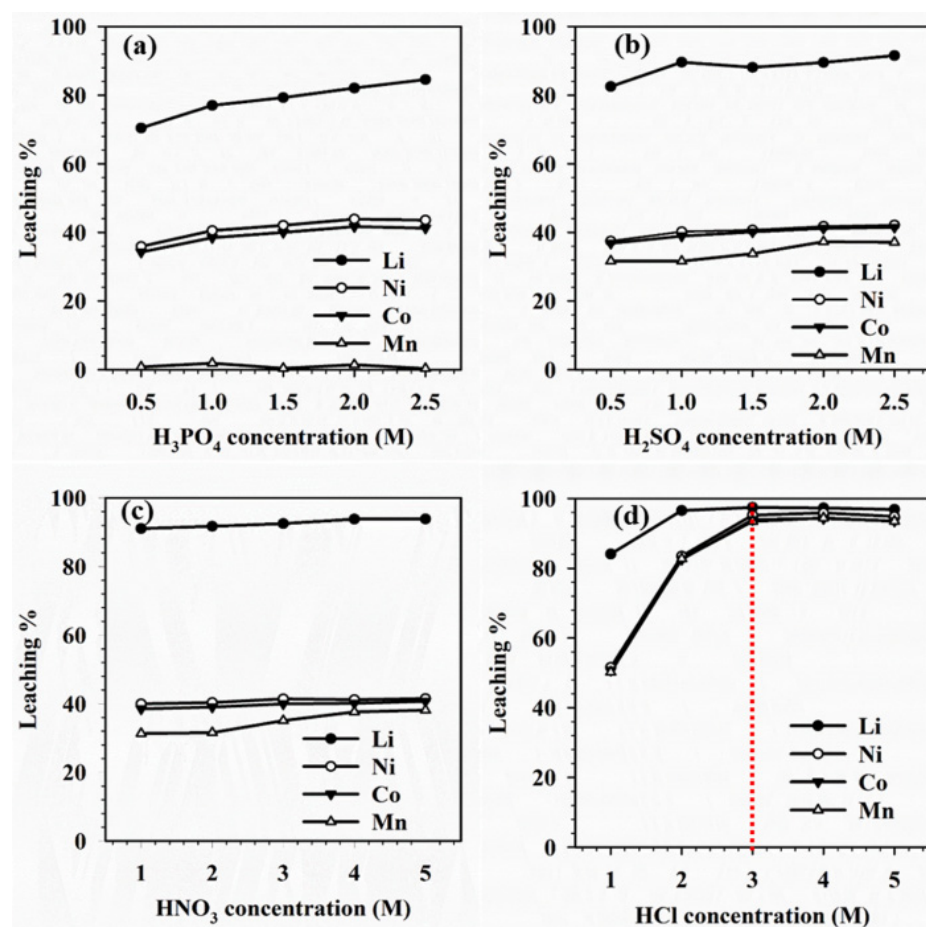 (a)
100
80
60
40
20
0
Leaching %
Li
Ni
Co
Mn
0.5 1.0 1.5 2.0 2.5
H₃PO₄ concentration (M)
(b)
100
80
60
40
20
0
Leaching %
Li
Ni
Co
Mn
0.5 1.0 1.5 2.0 2.5
H₂SO₄ concentration (M)
(c)
100
80
60
40
20
0
Leaching %
Li
Ni
Co
Mn
1 2 3 4 5
HNO₃ concentration (M)
(d)
100
80
60
40
20
0
Leaching %
Li
Ni
Co
Mn
1 2 3 4 5
HCl concentration (M)